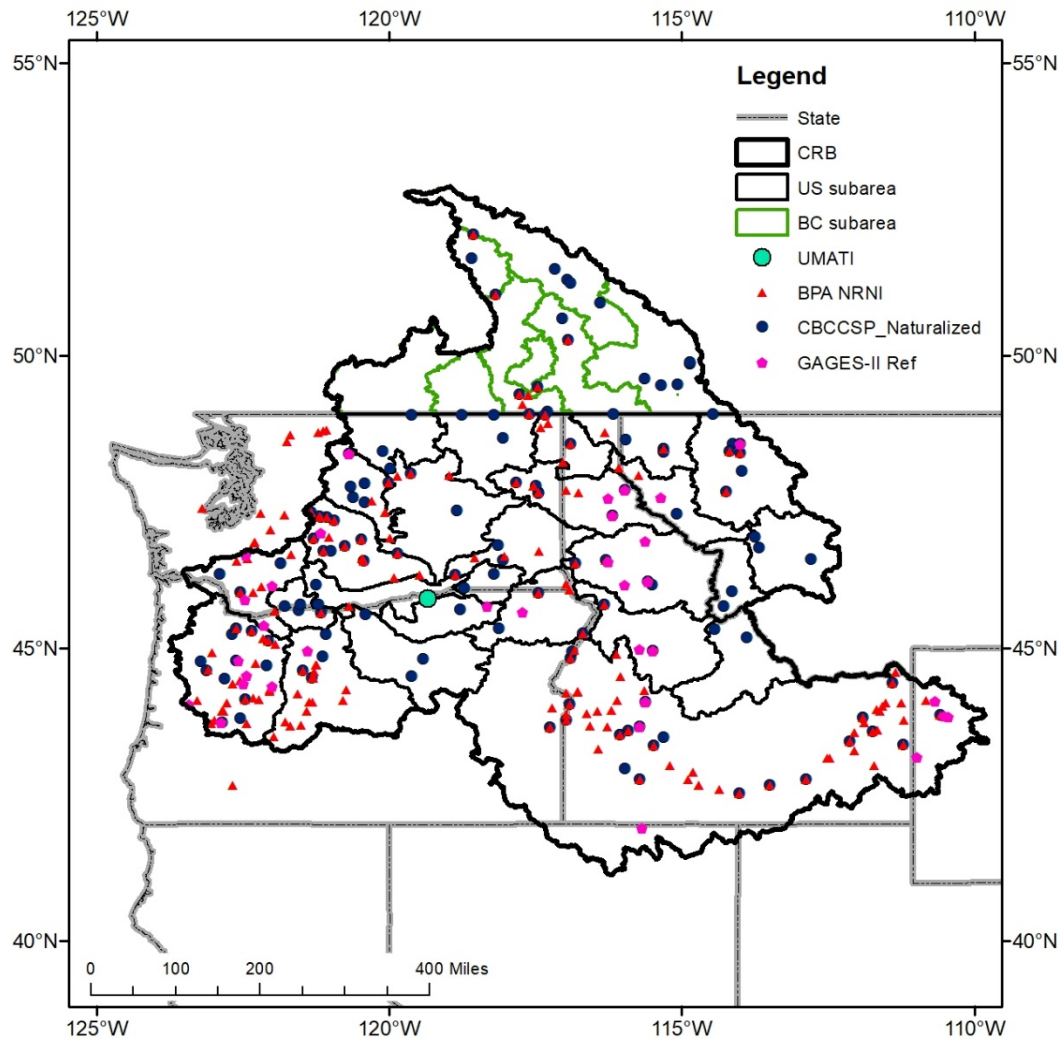 125°W 120°W 115°W 110°W
55°N 55°N
Legend
State
CRB
US subarea
BC subarea
UMATI
BPA NRNI
CBCCSP_Naturalized
GAGES-II Ref
50°N 50°N
45°N 45°N
40°N 40°N
0 100 200 400 Miles
125°W 120°W 115°W 110°W